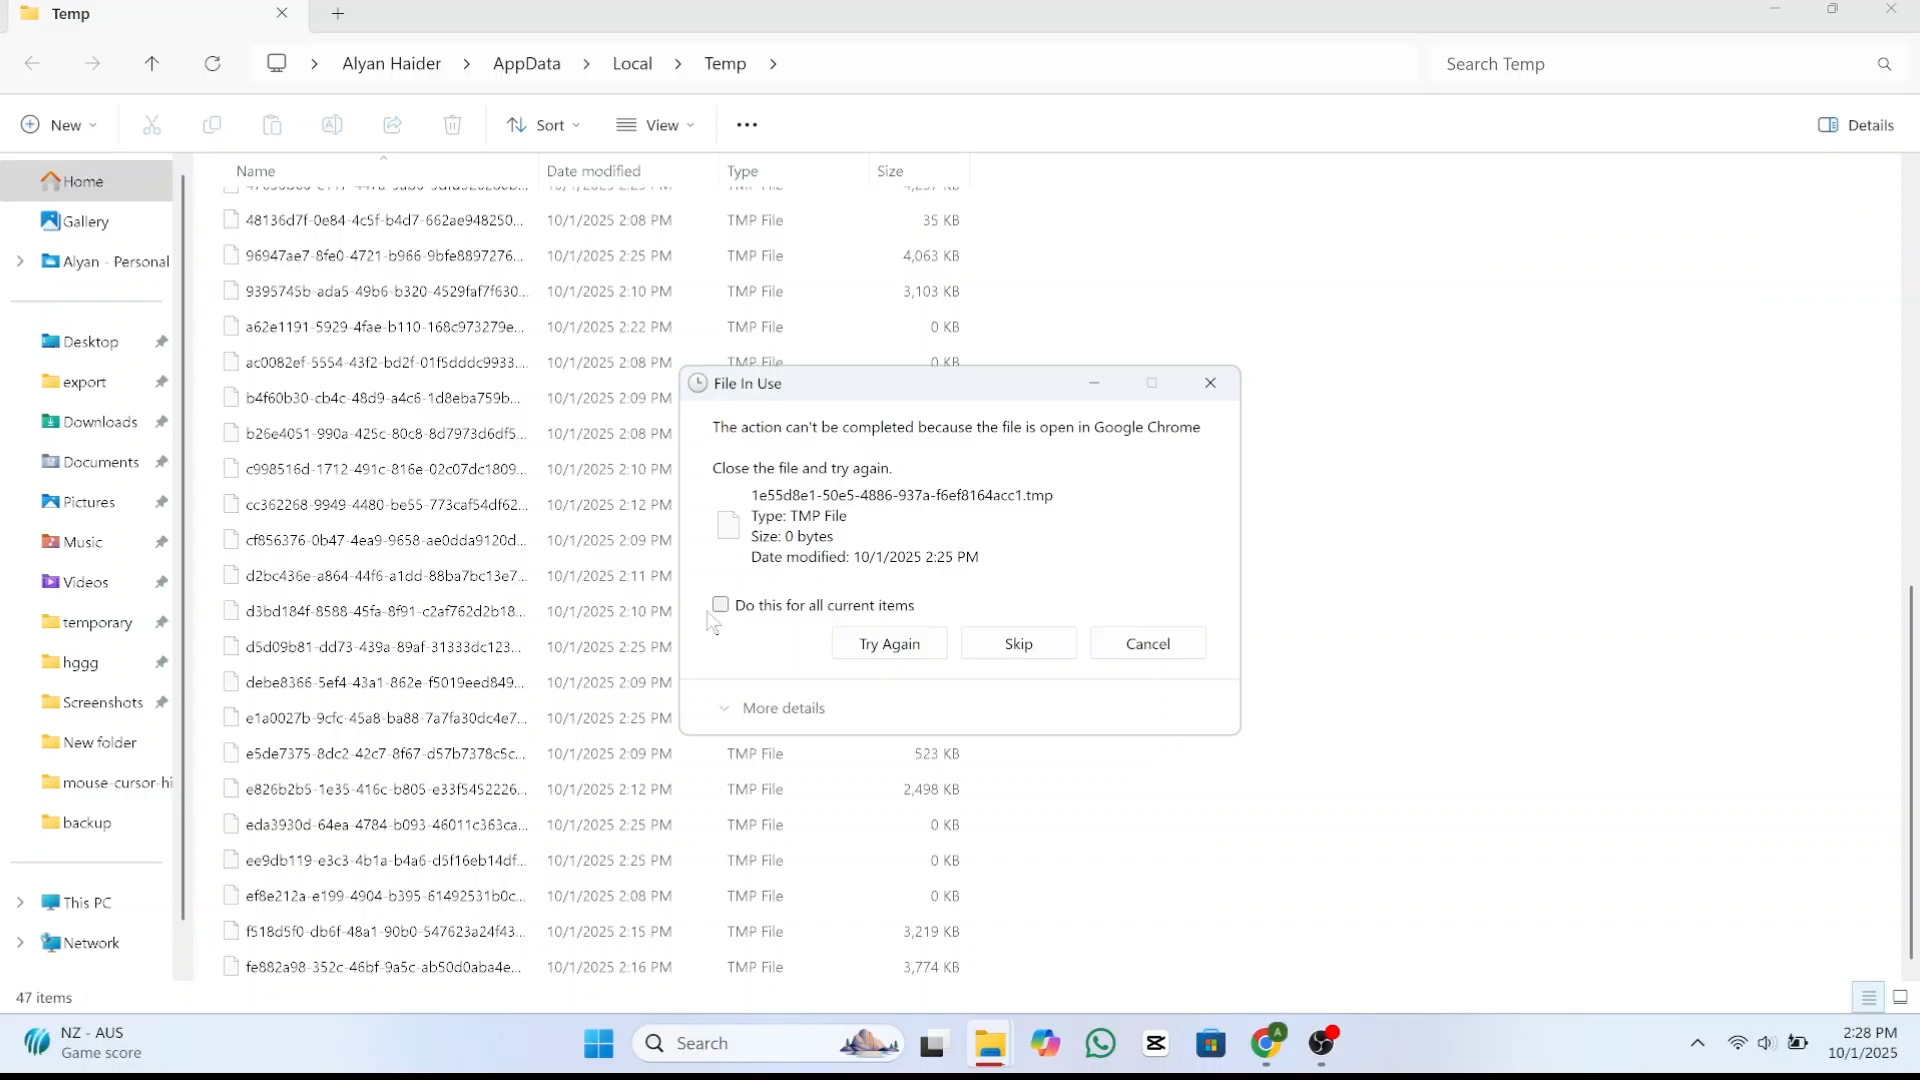 Temp
Alyan Haider
AppData
Local
Temp
Search Temp
New
Sort
View
Details
Name
Date modified
Type
Size
Home
Gallery
Alyan - Personal
Desktop
export
Downloads
Documents
Pictures
Music
Videos
temporary
hggg
Screenshots
New folder
mouse-cursor-hi
backup
This PC
Network
48136d7f-0e84-4c5f-b4d7-662ae948250... 10/1/2025 2:08 PM TMP File 35 KB
96947ae7-8fe0-4721-b966-9bfe8897276... 10/1/2025 2:25 PM TMP File 4,063 KB
9395745b-ada5-49b6-b320-4529faf7f630... 10/1/2025 2:10 PM TMP File 3,103 KB
a62e1191-5929-4fae-b110-168c973279e... 10/1/2025 2:22 PM TMP File 0 KB
ac0082ef-5554-43f2-bd2f-01f5dddc9933... 10/1/2025 2:08 PM TMP File 0 KB
b4f60b30-cb4c-48d9-a4c6-1d8eba759b... 10/1/2025 2:09 PM
b26e4051-990a-425c-80c8-8d7973d6df5... 10/1/2025 2:08 PM
c998516d-1712-491c-816e-02c07dc1809... 10/1/2025 2:10 PM
cc362268-9949-4480-be55-773caf54df62... 10/1/2025 2:12 PM
cf856376-0b47-4ea9-9658-ae0dda9120d... 10/1/2025 2:09 PM
d2bc436e-a864-44f6-a1dd-88ba7bc13e7... 10/1/2025 2:11 PM
d3bd184f-8588-45fa-8f91-c2af762d2b18... 10/1/2025 2:10 PM
d5d09b81-dd73-439a-89af-31333dc123... 10/1/2025 2:25 PM
debe8366-5ef4-43a1-862e-f5019eed849... 10/1/2025 2:09 PM
e1a0027b-9cfc-45a8-ba88-7a7fa30dc4e7... 10/1/2025 2:25 PM
e5de7375-8dc2-42c7-8f67-d57b7378c5c... 10/1/2025 2:09 PM TMP File 523 KB
e826b2b5-1e35-416c-b805-e33f5452226... 10/1/2025 2:12 PM TMP File 2,498 KB
eda3930d-64ea-4784-b093-46011c363ca... 10/1/2025 2:25 PM TMP File 0 KB
ee9db119-e3c3-4b1a-b4a6-d5f16eb14df... 10/1/2025 2:25 PM TMP File 0 KB
ef8e212a-e199-4904-b395-61492531b0c... 10/1/2025 2:08 PM TMP File 0 KB
f518d5f0-db6f-48a1-90b0-547623a24f43... 10/1/2025 2:15 PM TMP File 3,219 KB
fe882a98-352c-46bf-9a5c-ab50d0aba4e... 10/1/2025 2:16 PM TMP File 3,774 KB
File In Use
The action can't be completed because the file is open in Google Chrome
Close the file and try again.
1e55d8e1-50e5-4886-937a-f6ef8164acc1.tmp
Type: TMP File
Size: 0 bytes
Date modified: 10/1/2025 2:25 PM
Do this for all current items
Try Again
Skip
Cancel
More details
47 items
NZ - AUS
Game score
Search
A
2:28 PM
10/1/2025